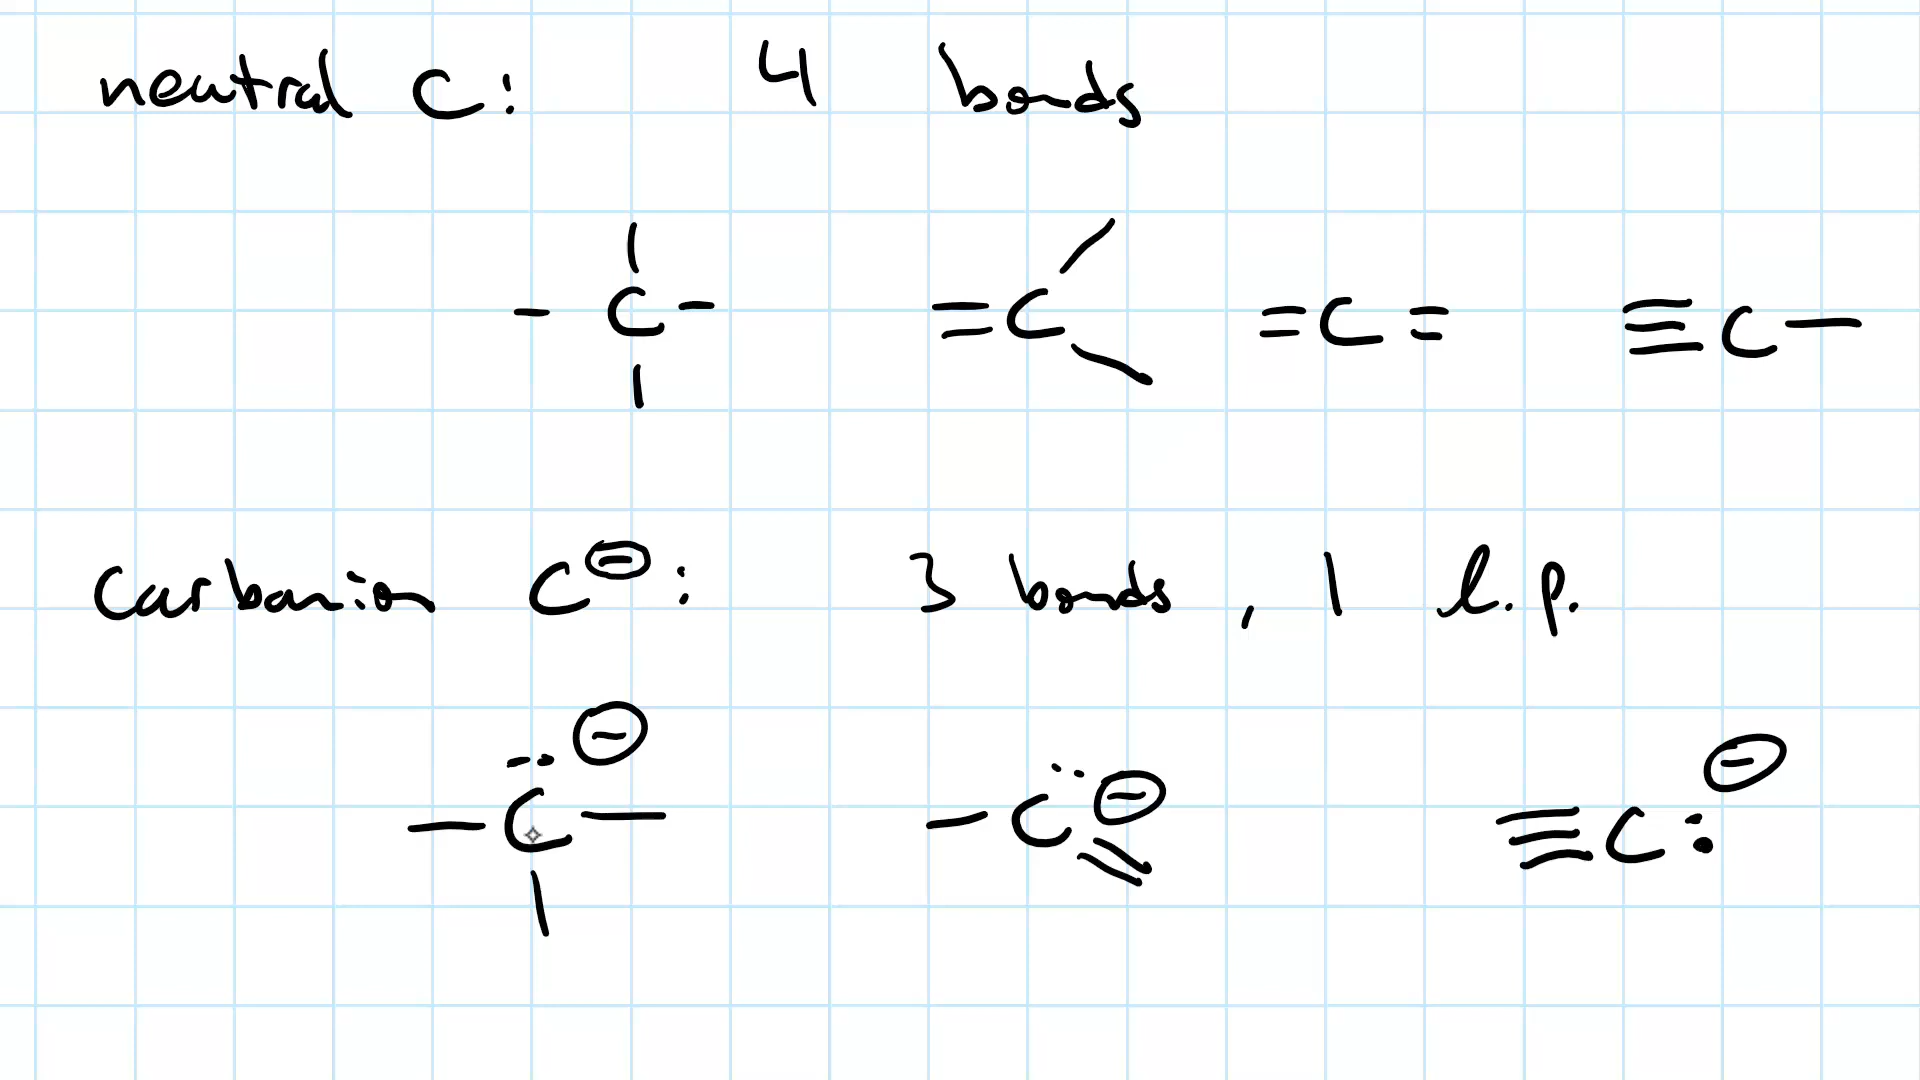 neutral C: 4 bonds
-C- =C =C= ≡C-
carbanion C⊖: 3 bonds, 1 l.p.
-C̈-⊖ -C̈=⊖ ≡C:⊖